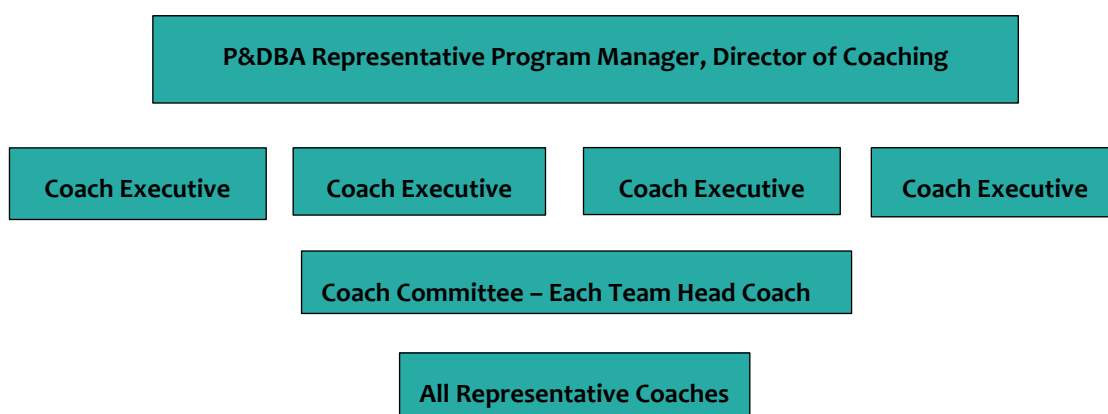 P&DBA Representative Program Manager, Director of Coaching
Coach Executive
Coach Executive
Coach Executive
Coach Executive
Coach Committee – Each Team Head Coach
All Representative Coaches